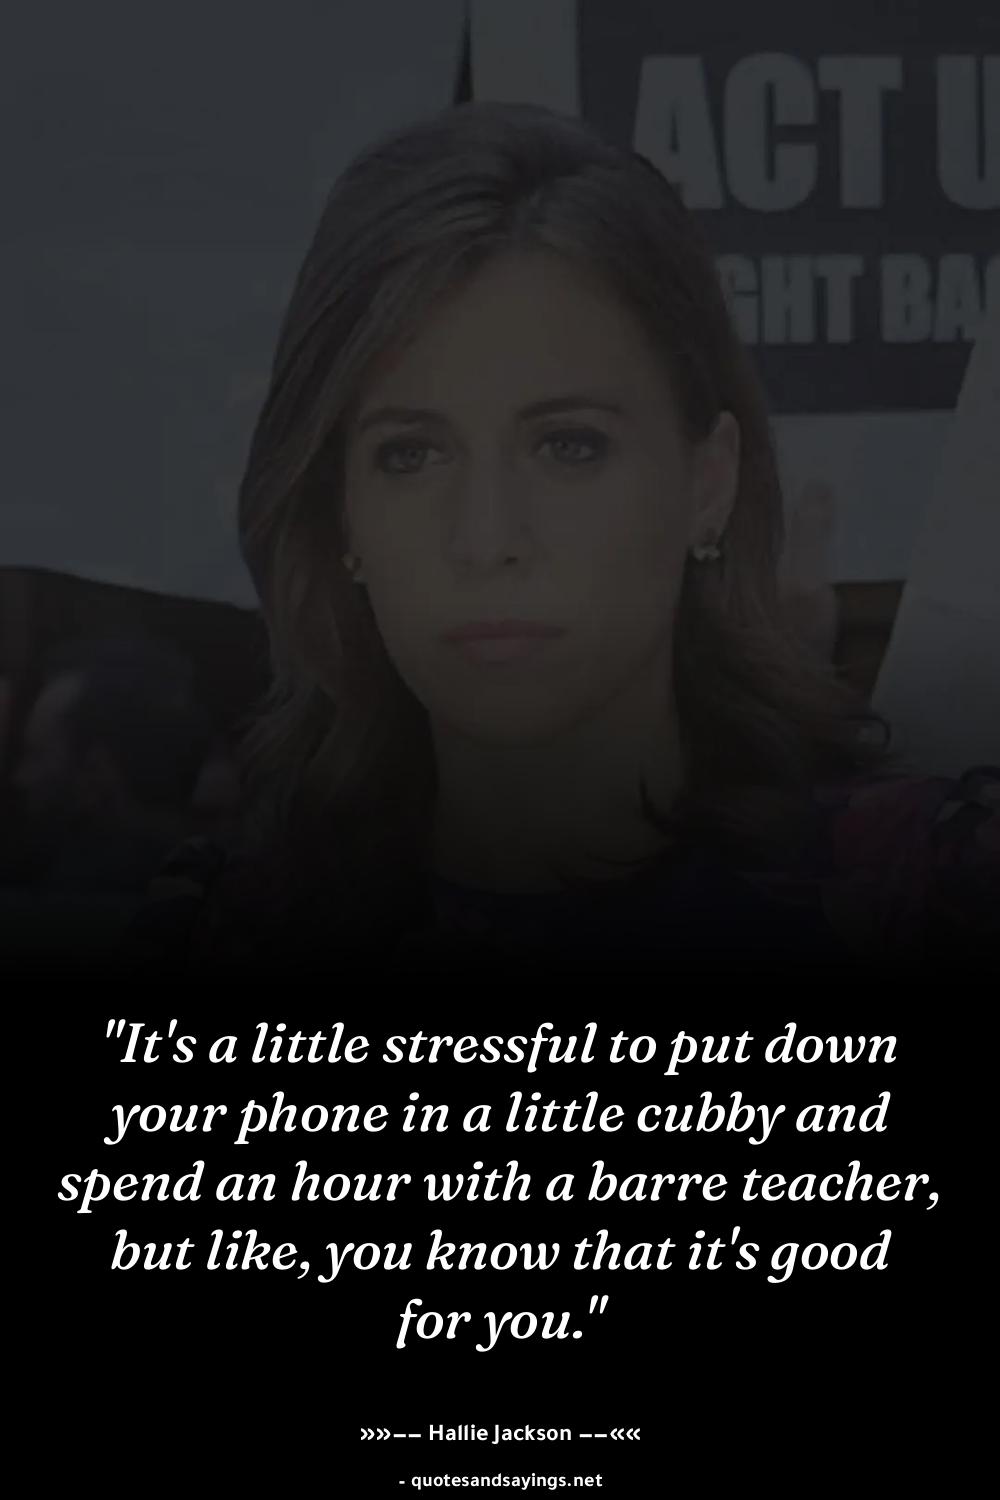 ACT U
GHT BAC
"It's a little stressful to put down
your phone in a little cubby and
spend an hour with a barre teacher,
but like, you know that it's good
for you."
»»—— Hallie Jackson ——««
- quotesandsayings.net